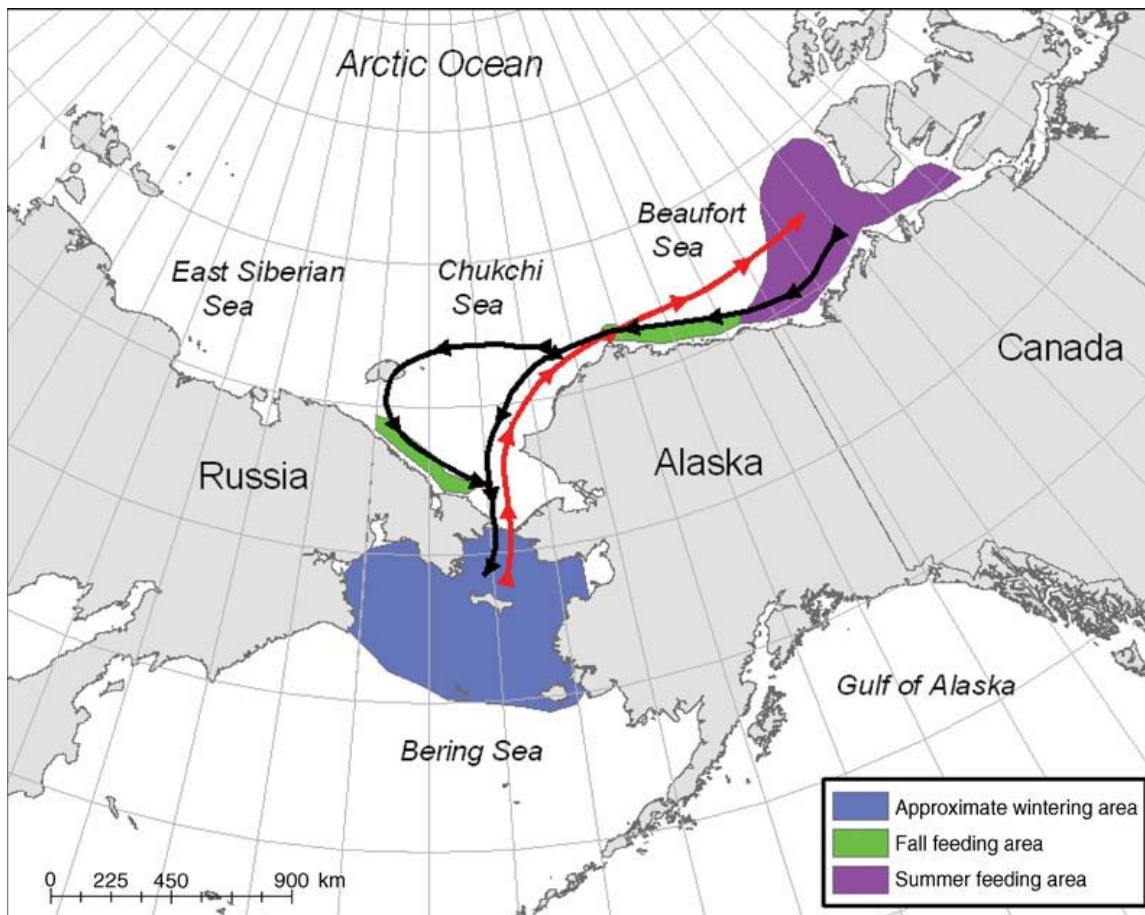 Arctic Ocean
Beaufort
Sea
East Siberian
Sea
Chukchi
Sea
Canada
Russia
Alaska
Gulf of Alaska
Bering Sea
Approximate wintering area
Fall feeding area
Summer feeding area
0 225 450 900 km